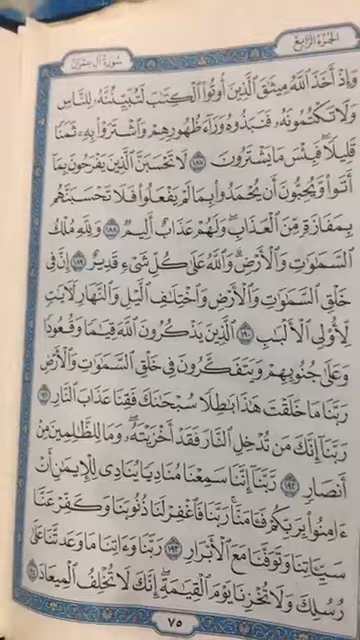 الجزء الرابع
سورة آل عمران
وَإِذْ أَخَذَ ٱللَّهُ مِيثَٰقَ ٱلَّذِينَ أُوتُوا۟ ٱلْكِتَٰبَ لَتُبَيِّنُنَّهُۥ لِلنَّاسِ
وَلَا تَكْتُمُونَهُۥ فَنَبَذُوهُ وَرَآءَ ظُهُورِهِمْ وَٱشْتَرَوْا۟ بِهِۦ ثَمَنًا
قَلِيلًا ۖ فَبِئْسَ مَا يَشْتَرُونَ ١٨٧ لَا تَحْسَبَنَّ ٱلَّذِينَ يَفْرَحُونَ بِمَآ
أَتَوا۟ وَّيُحِبُّونَ أَن يُحْمَدُوا۟ بِمَا لَمْ يَفْعَلُوا۟ فَلَا تَحْسَبَنَّهُم
بِمَفَازَةٍ مِّنَ ٱلْعَذَابِ ۖ وَلَهُمْ عَذَابٌ أَلِيمٌ ١٨٨ وَلِلَّهِ مُلْكُ
ٱلسَّمَٰوَٰتِ وَٱلْأَرْضِ ۗ وَٱللَّهُ عَلَىٰ كُلِّ شَىْءٍ قَدِيرٌ ١٨٩ إِنَّ فِى
خَلْقِ ٱلسَّمَٰوَٰتِ وَٱلْأَرْضِ وَٱخْتِلَٰفِ ٱلَّيْلِ وَٱلنَّهَارِ لَءَايَٰتٍ
لِّأُو۟لِى ٱلْأَلْبَٰبِ ١٩٠ ٱلَّذِينَ يَذْكُرُونَ ٱللَّهَ قِيَٰمًا وَقُعُودًا
وَعَلَىٰ جُنُوبِهِمْ وَيَتَفَكَّرُونَ فِى خَلْقِ ٱلسَّمَٰوَٰتِ وَٱلْأَرْضِ
رَبَّنَا مَا خَلَقْتَ هَٰذَا بَٰطِلًا سُبْحَٰنَكَ فَقِنَا عَذَابَ ٱلنَّارِ ١٩١
رَبَّنَآ إِنَّكَ مَن تُدْخِلِ ٱلنَّارَ فَقَدْ أَخْزَيْتَهُۥ ۖ وَمَا لِلظَّٰلِمِينَ مِنْ
أَنصَارٍ ١٩٢ رَّبَّنَآ إِنَّنَا سَمِعْنَا مُنَادِيًا يُنَادِى لِلْإِيمَٰنِ أَنْ
ءَامِنُوا۟ بِرَبِّكُمْ فَـَٔامَنَّا ۚ رَبَّنَا فَٱغْفِرْ لَنَا ذُنُوبَنَا وَكَفِّرْ عَنَّا
سَيِّـَٔاتِنَا وَتَوَفَّنَا مَعَ ٱلْأَبْرَارِ ١٩٣ رَبَّنَا وَءَاتِنَا مَا وَعَدتَّنَا عَلَىٰ
رُسُلِكَ وَلَا تُخْزِنَا يَوْمَ ٱلْقِيَٰمَةِ ۗ إِنَّكَ لَا تُخْلِفُ ٱلْمِيعَادَ ١٩٤
٧٥